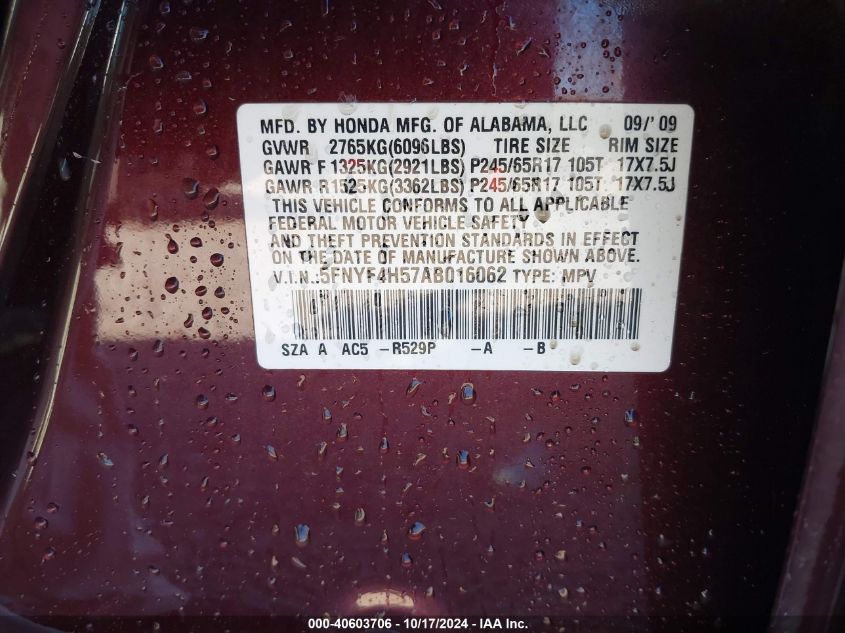 MFD. BY HONDA MFG. OF ALABAMA, LLC 09/'09
GVWR 2765KG(6096LBS) TIRE SIZE RIM SIZE
GAWR F 1325KG(2921LBS) P245/65R17 105T 17X7.5J
GAWR R 1525KG(3362LBS) P245/65R17 105T 17X7.5J
THIS VEHICLE CONFORMS TO ALL APPLICABLE
FEDERAL MOTOR VEHICLE SAFETY
AND THEFT PREVENTION STANDARDS IN EFFECT
ON THE DATE OF MANUFACTURE SHOWN ABOVE.
V.I.N.:5FNYF4H57AB016062 TYPE: MPV
SZA A AC5 -R529P -A -B
000-40603706 - 10/17/2024 - IAA Inc.